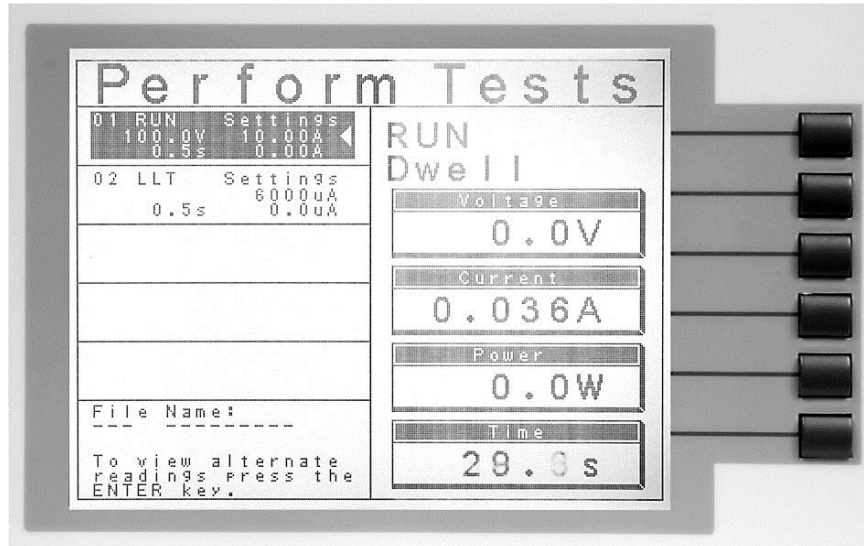 Perform Tests
01 RUN Settings
100.0V 10.00A
0.5s 0.00A
02 LLT Settings
6000uA
0.5s 0.0uA
File Name:
To view alternate
readings press the
ENTER key.
RUN
Dwell
Voltage
0.0V
Current
0.036A
Power
0.0W
Time